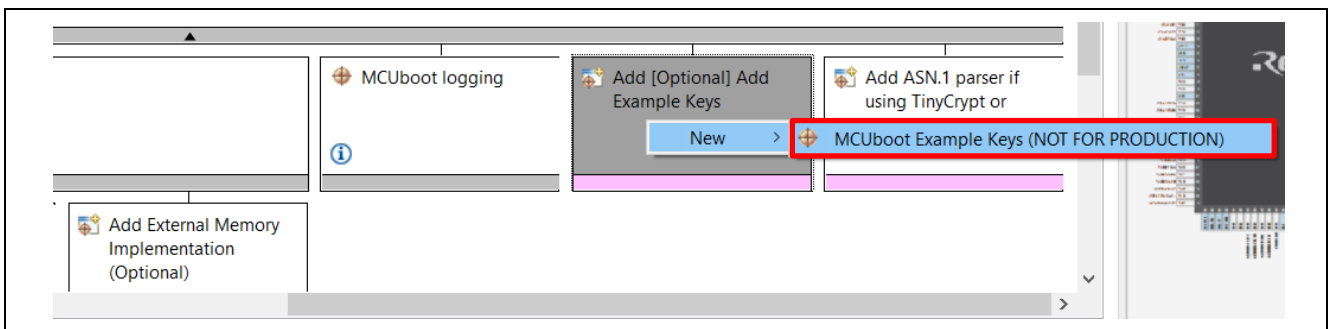 MCUboot logging
Add [Optional] Add
Example Keys
Add ASN.1 parser if
using TinyCrypt or
New
MCUboot Example Keys (NOT FOR PRODUCTION)
Add External Memory
Implementation
(Optional)